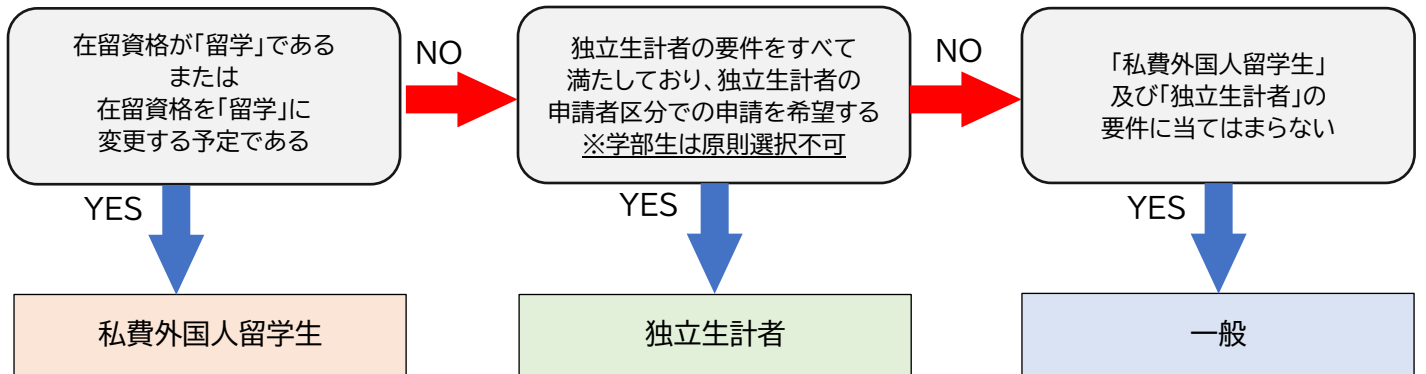 在留資格が「留学」である
または
在留資格を「留学」に
変更する予定である
NO
独立生計者の要件をすべて
満たしており、独立生計者の
申請者区分での申請を希望する
※学部生は原則選択不可
NO
「私費外国人留学生」
及び「独立生計者」の
要件に当てはまらない
YES
YES
YES
私費外国人留学生
独立生計者
一般